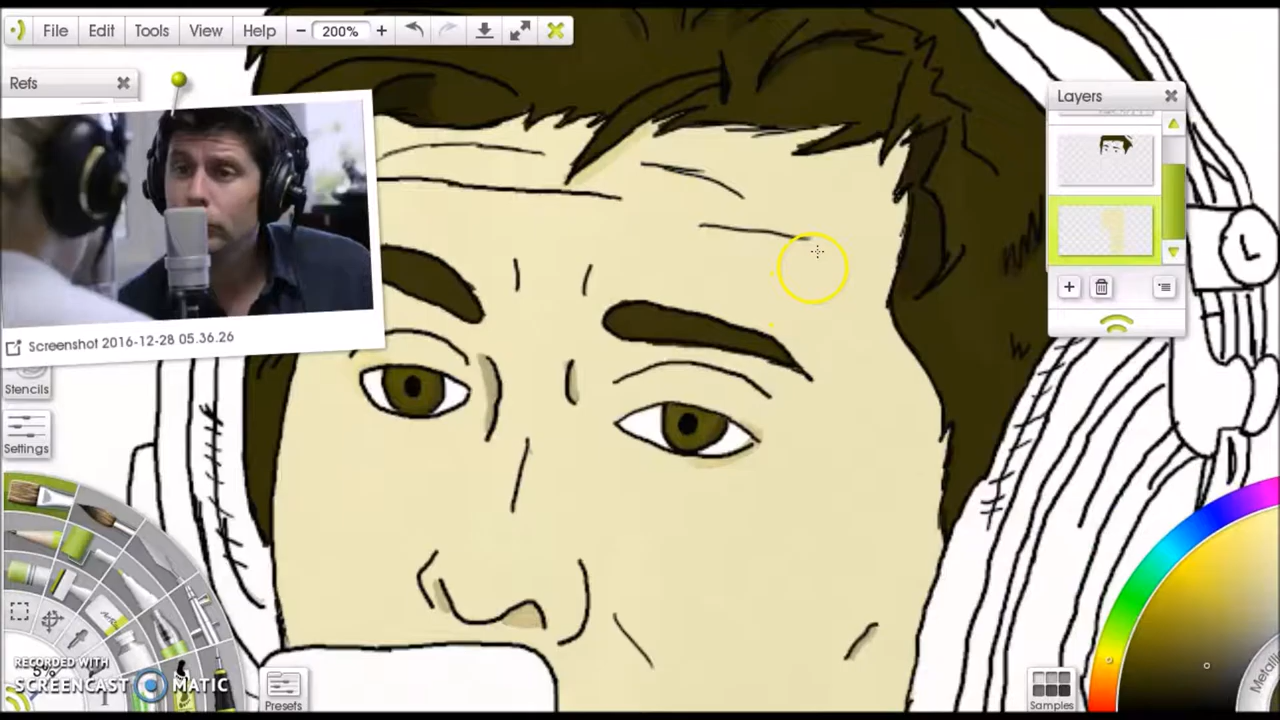 File Edit Tools View Help − 200% +
Refs
Layers
Screenshot 2016-12-28 05.36.26
Stencils
Settings
L
RECORDED WITH
SCREENCAST MATIC
Presets
Samples
Metallic